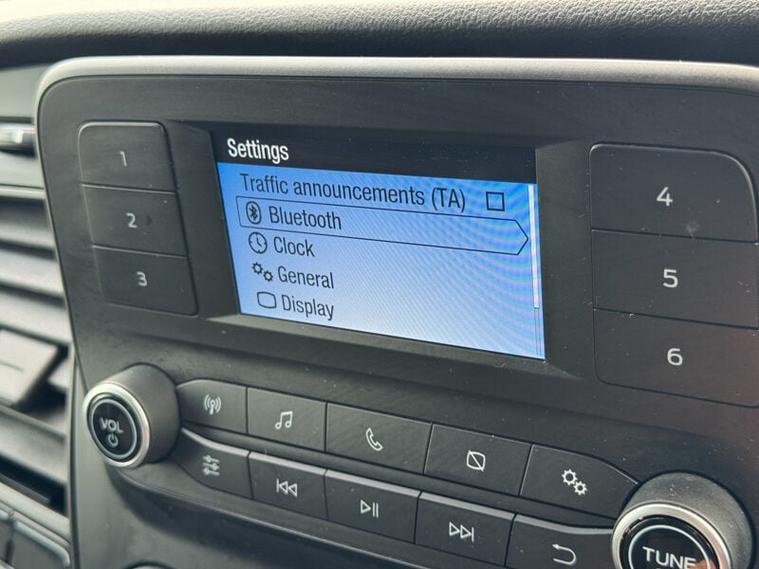 Settings
Traffic announcements (TA)
Bluetooth
Clock
General
Display
1
2
3
4
5
6
VOL
TUNE